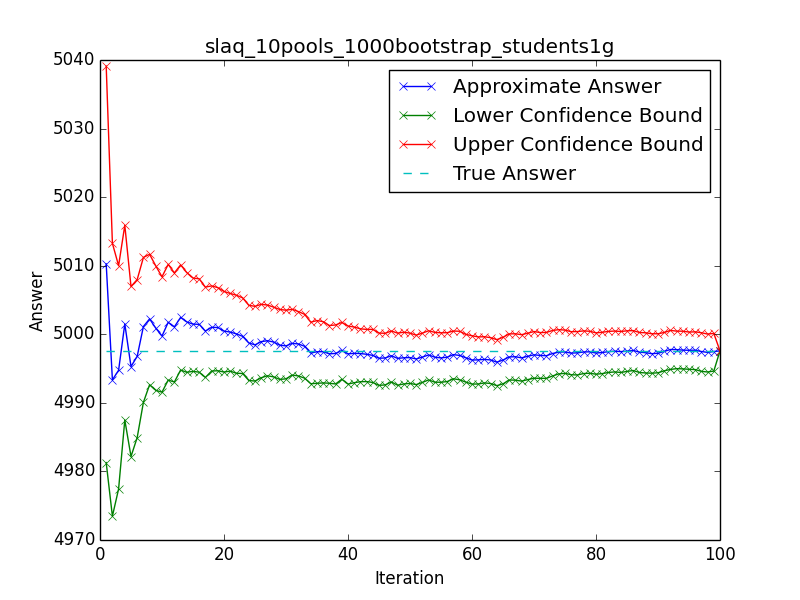 slaq_10pools_1000bootstrap_students1g
5040
5030
5020
5010
5000
4990
4980
4970
Answer
Approximate Answer
Lower Confidence Bound
Upper Confidence Bound
True Answer
0 20 40 60 80 100
Iteration